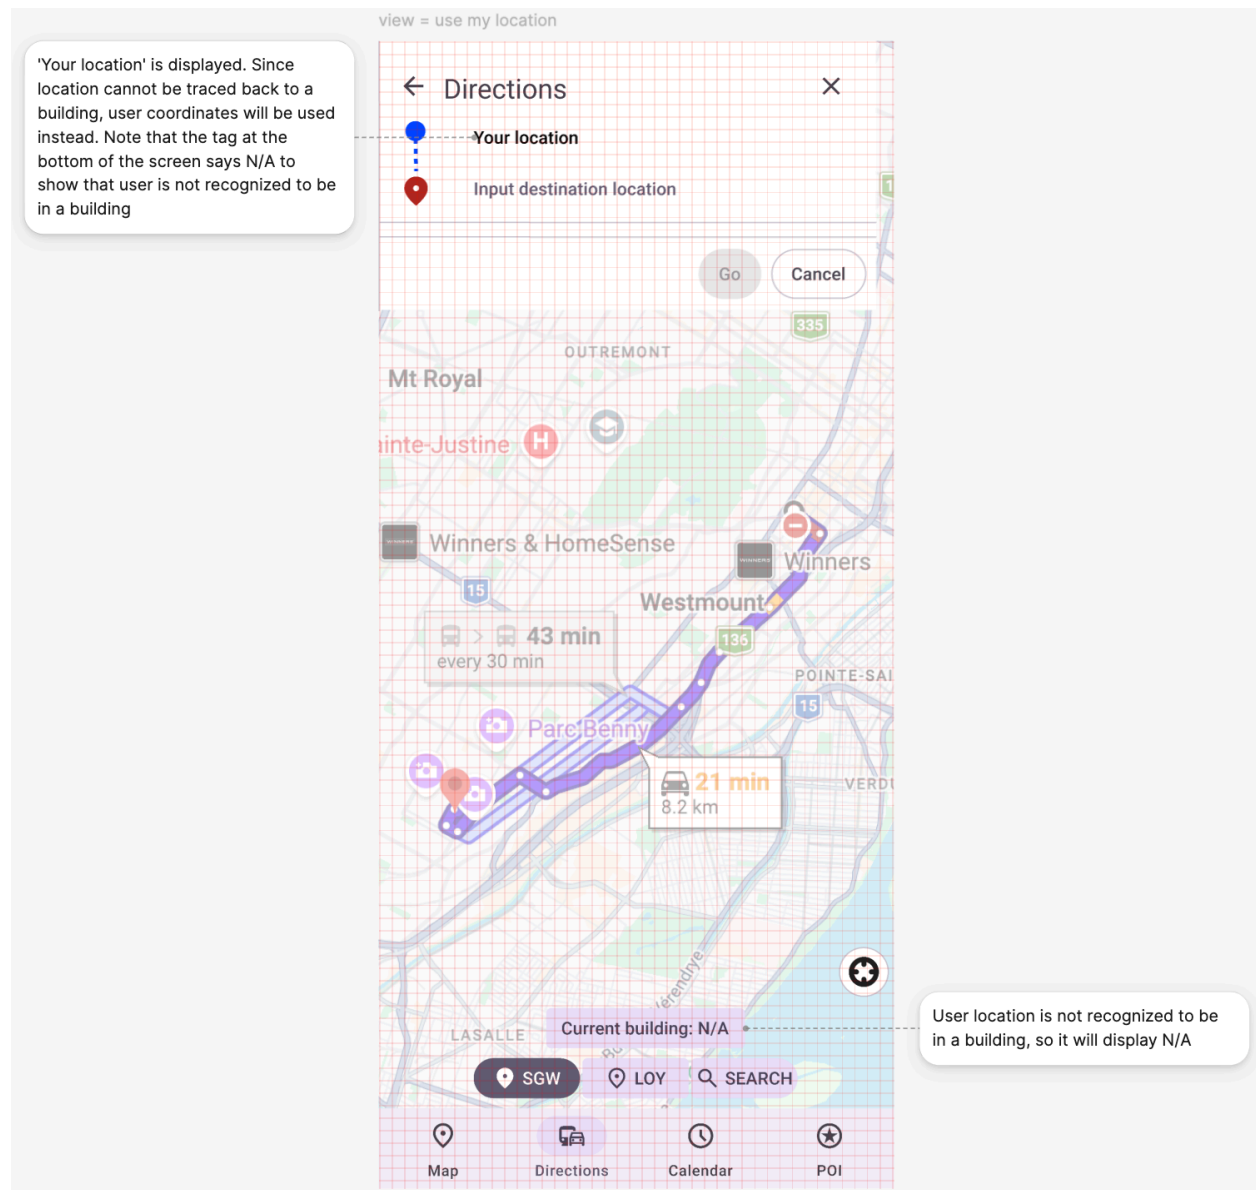 view = use my location
'Your location' is displayed. Since
location cannot be traced back to a
building, user coordinates will be used
instead. Note that the tag at the
bottom of the screen says N/A to
show that user is not recognized to be
in a building
Directions
Your location
Input destination location
Go
Cancel
335
OUTREMONT
Mt Royal
ainte-Justine
H
Winners & HomeSense
WINNERS
Winners
15
Westmount
136
43 min
every 30 min
POINTE-SAI
15
Parc Benny
21 min
8.2 km
VERDU
érendrye
Current building: N/A
User location is not recognized to be
in a building, so it will display N/A
LASALLE
SGW
LOY
SEARCH
Map
Directions
Calendar
POI